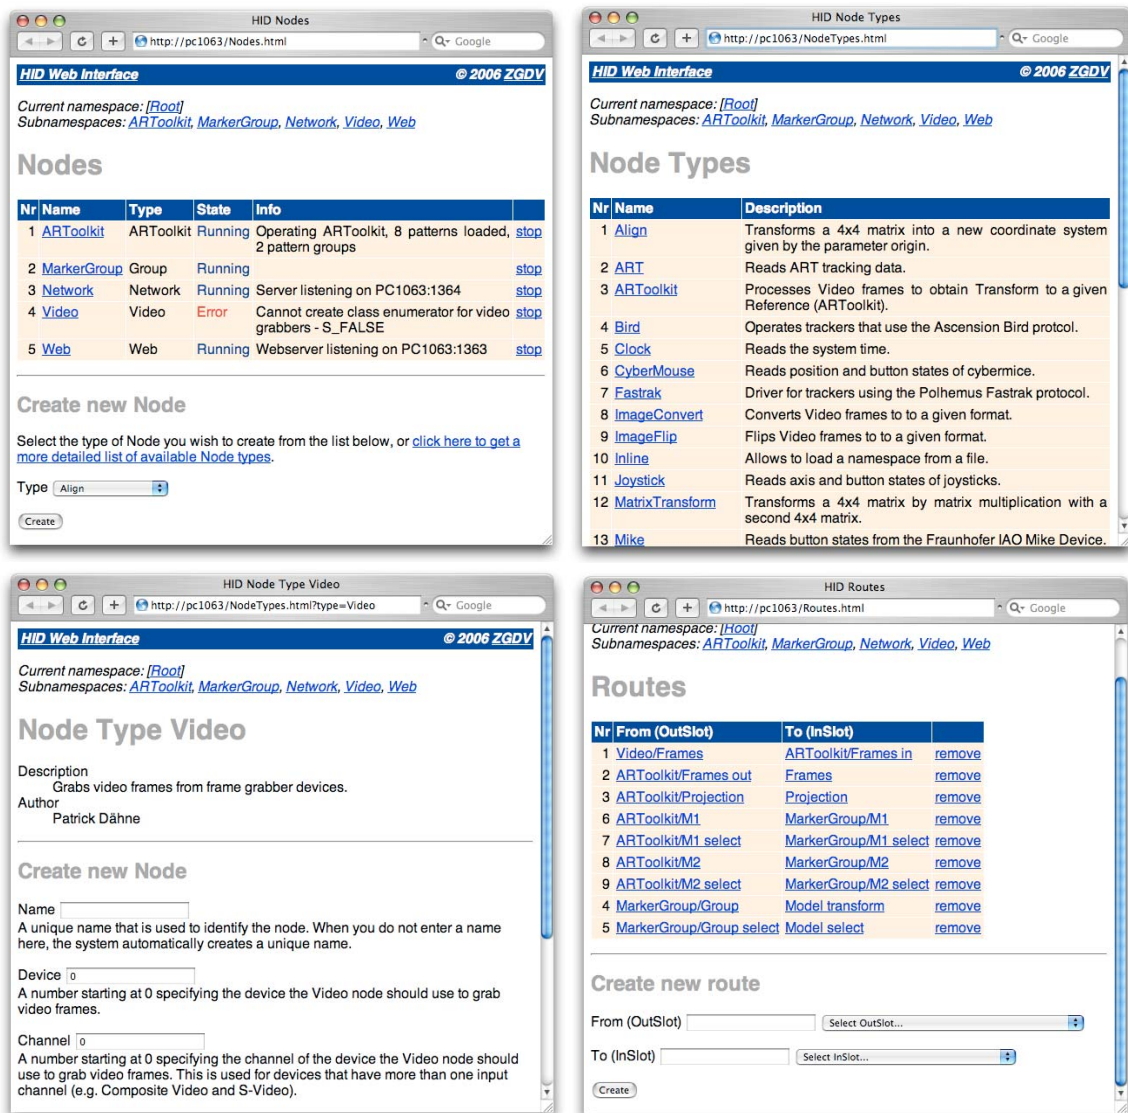 HID Nodes
http://pc1063/Nodes.html
Google
HID Web Interface © 2006 ZGDV
Current namespace: [Root]
Subnamespaces: ARToolkit, MarkerGroup, Network, Video, Web
Nodes
Nr Name Type State Info
1 ARToolkit ARToolkit Running Operating ARToolkit, 8 patterns loaded, stop
2 pattern groups
2 MarkerGroup Group Running stop
3 Network Network Running Server listening on PC1063:1364 stop
4 Video Video Error Cannot create class enumerator for video stop
grabbers - S_FALSE
5 Web Web Running Webserver listening on PC1063:1363 stop
Create new Node
Select the type of Node you wish to create from the list below, or click here to get a
more detailed list of available Node types.
Type Align
Create
HID Node Types
http://pc1063/NodeTypes.html
Google
HID Web Interface © 2006 ZGDV
Current namespace: [Root]
Subnamespaces: ARToolkit, MarkerGroup, Network, Video, Web
Node Types
Nr Name Description
1 Align Transforms a 4x4 matrix into a new coordinate system
given by the parameter origin.
2 ART Reads ART tracking data.
3 ARToolkit Processes Video frames to obtain Transform to a given
Reference (ARToolkit).
4 Bird Operates trackers that use the Ascension Bird protcol.
5 Clock Reads the system time.
6 CyberMouse Reads position and button states of cybermice.
7 Fastrak Driver for trackers using the Polhemus Fastrak protocol.
8 ImageConvert Converts Video frames to to a given format.
9 ImageFlip Flips Video frames to to a given format.
10 Inline Allows to load a namespace from a file.
11 Joystick Reads axis and button states of joysticks.
12 MatrixTransform Transforms a 4x4 matrix by matrix multiplication with a
second 4x4 matrix.
13 Mike Reads button states from the Fraunhofer IAO Mike Device.
HID Node Type Video
http://pc1063/NodeTypes.html?type=Video
Google
HID Web Interface © 2006 ZGDV
Current namespace: [Root]
Subnamespaces: ARToolkit, MarkerGroup, Network, Video, Web
Node Type Video
Description
Grabs video frames from frame grabber devices.
Author
Patrick Dähne
Create new Node
Name
A unique name that is used to identify the node. When you do not enter a name
here, the system automatically creates a unique name.
Device 0
A number starting at 0 specifying the device the Video node should use to grab
video frames.
Channel 0
A number starting at 0 specifying the channel of the device the Video node should
use to grab video frames. This is used for devices that have more than one input
channel (e.g. Composite Video and S-Video).
HID Routes
http://pc1063/Routes.html
Google
Current namespace: [Root]
Subnamespaces: ARToolkit, MarkerGroup, Network, Video, Web
Routes
Nr From (OutSlot) To (InSlot)
1 Video/Frames ARToolkit/Frames in remove
2 ARToolkit/Frames out Frames remove
3 ARToolkit/Projection Projection remove
6 ARToolkit/M1 MarkerGroup/M1 remove
7 ARToolkit/M1 select MarkerGroup/M1 select remove
8 ARToolkit/M2 MarkerGroup/M2 remove
9 ARToolkit/M2 select MarkerGroup/M2 select remove
4 MarkerGroup/Group Model transform remove
5 MarkerGroup/Group select Model select remove
Create new route
From (OutSlot) Select OutSlot...
To (InSlot) Select InSlot...
Create